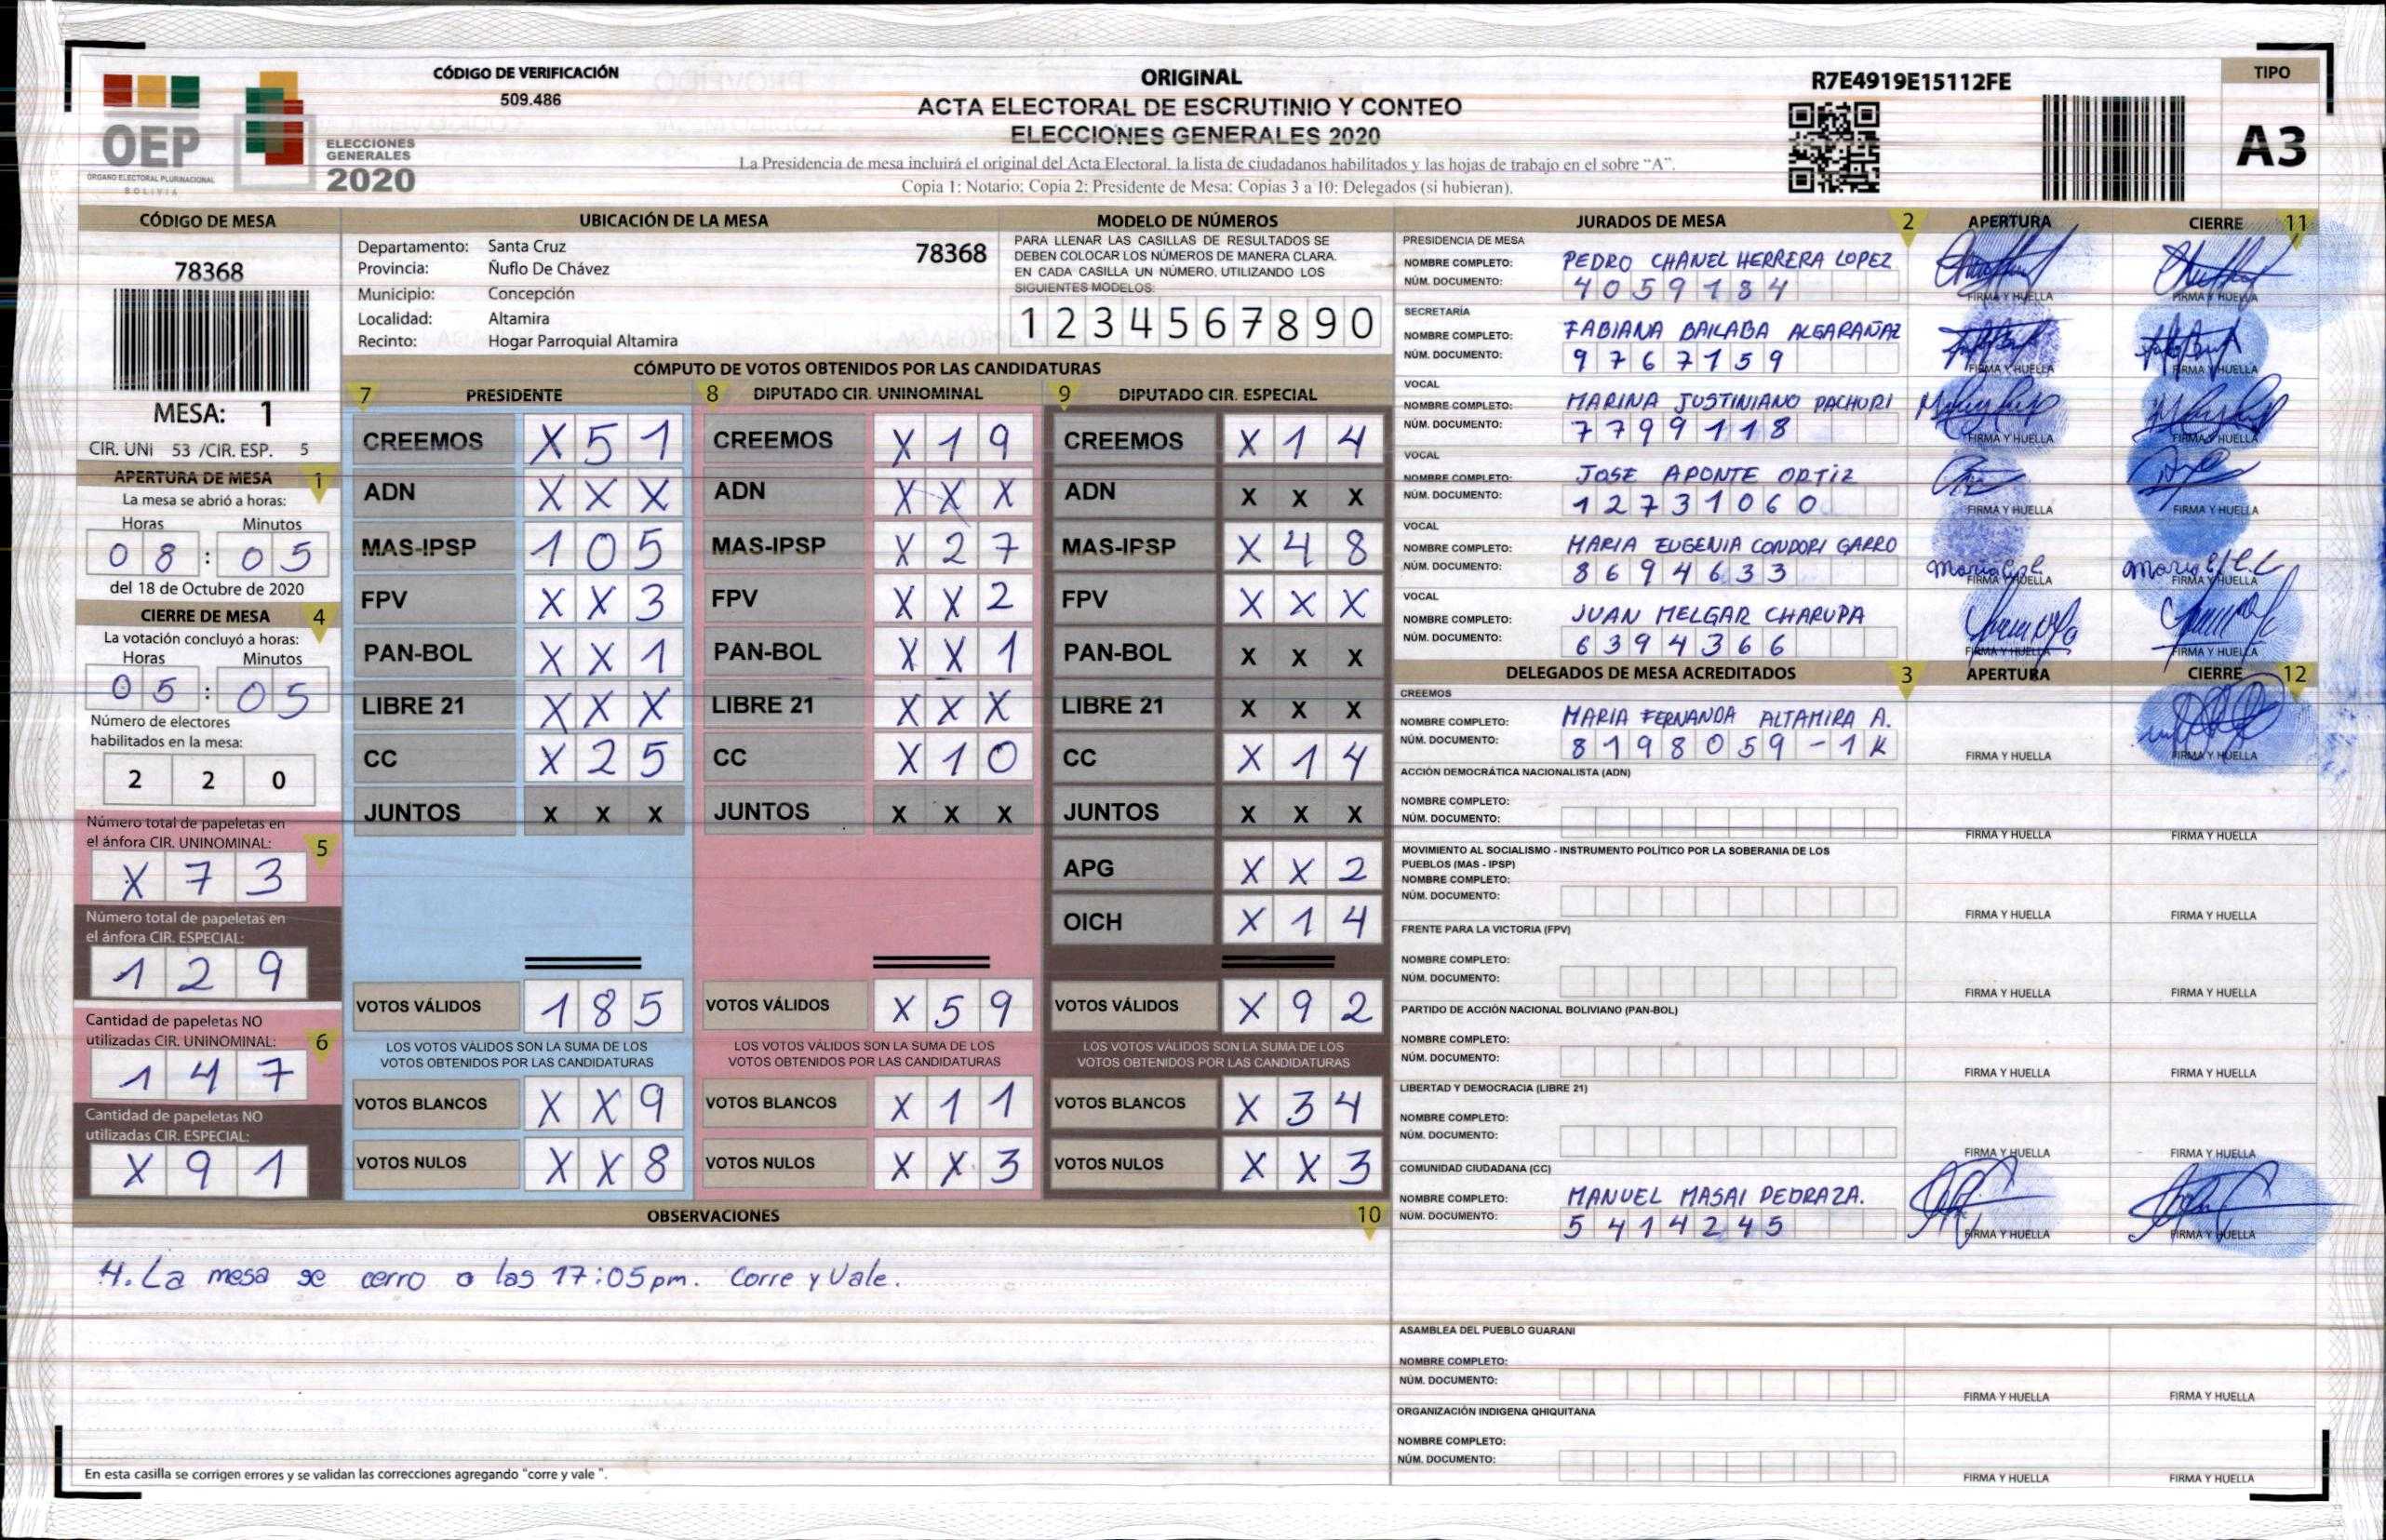 OEP
ÓRGANO ELECTORAL PLURINACIONAL
BOLIVIA
ELECCIONES
GENERALES
2020
CÓDIGO DE VERIFICACIÓN
509.486
ORIGINAL
ACTA ELECTORAL DE ESCRUTINIO Y CONTEO
ELECCIONES GENERALES 2020
La Presidencia de mesa incluirá el original del Acta Electoral, la lista de ciudadanos habilitados y las hojas de trabajo en el sobre “A”.
Copia 1: Notario; Copia 2: Presidente de Mesa; Copias 3 a 10: Delegados (si hubieran).
R7E4919E15112FE
TIPO
A3
CÓDIGO DE MESA
78368
MESA: 1
CIR. UNI 53 /CIR. ESP. 5
APERTURA DE MESA 1
La mesa se abrió a horas:
Horas Minutos
0 8 : 0 5
del 18 de Octubre de 2020
CIERRE DE MESA 4
La votación concluyó a horas:
Horas Minutos
0 5 : 0 5
Número de electores
habilitados en la mesa:
2 2 0
Número total de papeletas en
el ánfora CIR. UNINOMINAL: 5
X 7 3
Número total de papeletas en
el ánfora CIR. ESPECIAL:
1 2 9
Cantidad de papeletas NO
utilizadas CIR. UNINOMINAL: 6
1 4 7
Cantidad de papeletas NO
utilizadas CIR. ESPECIAL:
X 9 1
UBICACIÓN DE LA MESA
Departamento: Santa Cruz 78368
Provincia: Ñuflo De Chávez
Municipio: Concepción
Localidad: Altamira
Recinto: Hogar Parroquial Altamira
MODELO DE NÚMEROS
PARA LLENAR LAS CASILLAS DE RESULTADOS SE
DEBEN COLOCAR LOS NÚMEROS DE MANERA CLARA.
EN CADA CASILLA UN NÚMERO, UTILIZANDO LOS
SIGUIENTES MODELOS:
1 2 3 4 5 6 7 8 9 0
CÓMPUTO DE VOTOS OBTENIDOS POR LAS CANDIDATURAS
7 PRESIDENTE
CREEMOS X 5 1
ADN X X X
MAS-IPSP 1 0 5
FPV X X 3
PAN-BOL X X 1
LIBRE 21 X X X
CC X 2 5
JUNTOS X X X
VOTOS VÁLIDOS 1 8 5
LOS VOTOS VÁLIDOS SON LA SUMA DE LOS
VOTOS OBTENIDOS POR LAS CANDIDATURAS
VOTOS BLANCOS X X 9
VOTOS NULOS X X 8
8 DIPUTADO CIR. UNINOMINAL
CREEMOS X 1 9
ADN X X X
MAS-IPSP X 2 7
FPV X X 2
PAN-BOL X X 1
LIBRE 21 X X X
CC X 1 0
JUNTOS X X X
VOTOS VÁLIDOS X 5 9
LOS VOTOS VÁLIDOS SON LA SUMA DE LOS
VOTOS OBTENIDOS POR LAS CANDIDATURAS
VOTOS BLANCOS X 1 1
VOTOS NULOS X X 3
9 DIPUTADO CIR. ESPECIAL
CREEMOS X 1 4
ADN X X X
MAS-IPSP X 4 8
FPV X X X
PAN-BOL X X X
LIBRE 21 X X X
CC X 1 4
JUNTOS X X X
APG X X 2
OICH X 1 4
VOTOS VÁLIDOS X 9 2
LOS VOTOS VÁLIDOS SON LA SUMA DE LOS
VOTOS OBTENIDOS POR LAS CANDIDATURAS
VOTOS BLANCOS X 3 4
VOTOS NULOS X X 3
OBSERVACIONES 10
4. La mesa se cerro a las 17:05pm. Corre y Vale.
En esta casilla se corrigen errores y se validan las correcciones agregando "corre y vale ".
JURADOS DE MESA 2 APERTURA CIERRE 11
PRESIDENCIA DE MESA
NOMBRE COMPLETO: PEDRO CHANEL HERRERA LOPEZ
NÚM. DOCUMENTO: 4059184
FIRMA Y HUELLA FIRMA Y HUELLA
SECRETARÍA
NOMBRE COMPLETO: FABIANA BAILABA ALGARAÑAZ
NÚM. DOCUMENTO: 9767159
FIRMA Y HUELLA FIRMA Y HUELLA
VOCAL
NOMBRE COMPLETO: MARINA JUSTINIANO PACHURI
NÚM. DOCUMENTO: 7799118
FIRMA Y HUELLA FIRMA Y HUELLA
VOCAL
NOMBRE COMPLETO: JOSE APONTE ORTIZ
NÚM. DOCUMENTO: 12731060
FIRMA Y HUELLA FIRMA Y HUELLA
VOCAL
NOMBRE COMPLETO: MARIA EUGENIA CONDORI GARRO
NÚM. DOCUMENTO: 8694633
FIRMA Y HUELLA FIRMA Y HUELLA
VOCAL
NOMBRE COMPLETO: JUAN MELGAR CHARUPA
NÚM. DOCUMENTO: 6394366
FIRMA Y HUELLA FIRMA Y HUELLA
DELEGADOS DE MESA ACREDITADOS 3 APERTURA CIERRE 12
CREEMOS
NOMBRE COMPLETO: MARIA FERNANDA ALTAMIRA A.
NÚM. DOCUMENTO: 8198059-1K
FIRMA Y HUELLA FIRMA Y HUELLA
ACCIÓN DEMOCRÁTICA NACIONALISTA (ADN)
NOMBRE COMPLETO:
NÚM. DOCUMENTO:
FIRMA Y HUELLA FIRMA Y HUELLA
MOVIMIENTO AL SOCIALISMO - INSTRUMENTO POLÍTICO POR LA SOBERANIA DE LOS
PUEBLOS (MAS - IPSP)
NOMBRE COMPLETO:
NÚM. DOCUMENTO:
FIRMA Y HUELLA FIRMA Y HUELLA
FRENTE PARA LA VICTORIA (FPV)
NOMBRE COMPLETO:
NÚM. DOCUMENTO:
FIRMA Y HUELLA FIRMA Y HUELLA
PARTIDO DE ACCIÓN NACIONAL BOLIVIANO (PAN-BOL)
NOMBRE COMPLETO:
NÚM. DOCUMENTO:
FIRMA Y HUELLA FIRMA Y HUELLA
LIBERTAD Y DEMOCRACIA (LIBRE 21)
NOMBRE COMPLETO:
NÚM. DOCUMENTO:
FIRMA Y HUELLA FIRMA Y HUELLA
COMUNIDAD CIUDADANA (CC)
NOMBRE COMPLETO: MANUEL MASAI PEDRAZA.
NÚM. DOCUMENTO: 5414245
FIRMA Y HUELLA FIRMA Y HUELLA
ASAMBLEA DEL PUEBLO GUARANI
NOMBRE COMPLETO:
NÚM. DOCUMENTO:
FIRMA Y HUELLA FIRMA Y HUELLA
ORGANIZACIÓN INDIGENA QHIQUITANA
NOMBRE COMPLETO:
NÚM. DOCUMENTO:
FIRMA Y HUELLA FIRMA Y HUELLA